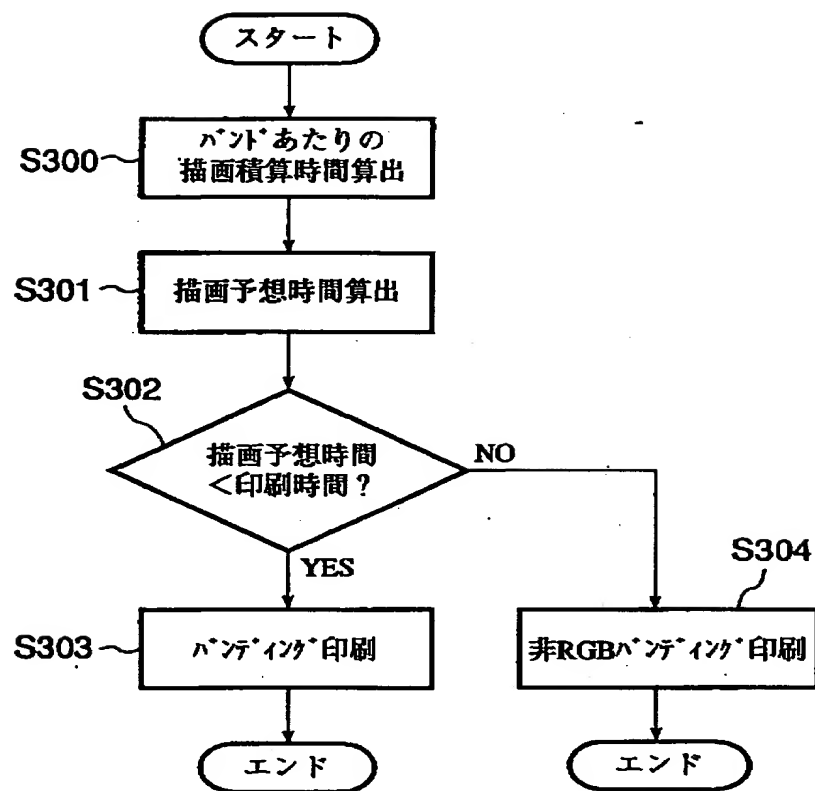 スタート
S300
バンドあたりの
描画積算時間算出
S301
描画予想時間算出
S302
描画予想時間
<印刷時間?
NO
YES
S304
S303
バンディング印刷
非RGBバンディング印刷
エンド
エンド